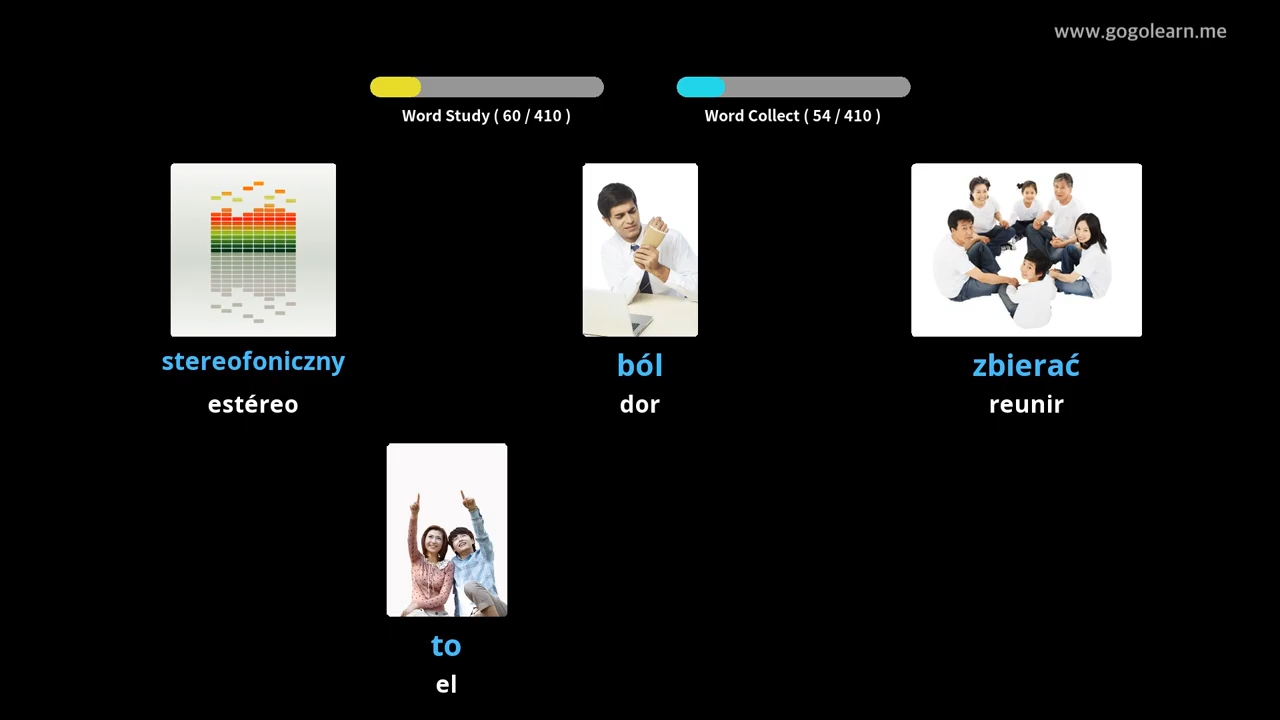 www.gogolearn.me
Word Study ( 60 / 410 )
Word Collect ( 54 / 410 )
stereofoniczny
estéreo
ból
dor
zbierać
reunir
to
el